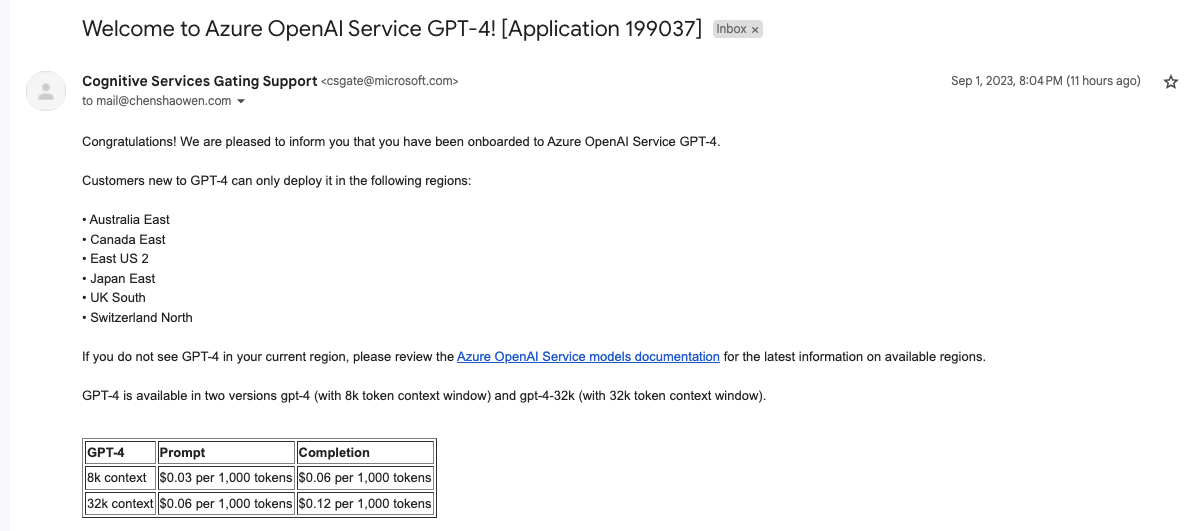 Welcome to Azure OpenAI Service GPT-4! [Application 199037] Inbox ×
Cognitive Services Gating Support <csgate@microsoft.com> Sep 1, 2023, 8:04 PM (11 hours ago)
to mail@chenshaowen.com
Congratulations! We are pleased to inform you that you have been onboarded to Azure OpenAI Service GPT-4.
Customers new to GPT-4 can only deploy it in the following regions:
• Australia East
• Canada East
• East US 2
• Japan East
• UK South
• Switzerland North
If you do not see GPT-4 in your current region, please review the Azure OpenAI Service models documentation for the latest information on available regions.
GPT-4 is available in two versions gpt-4 (with 8k token context window) and gpt-4-32k (with 32k token context window).
GPT-4 Prompt Completion
8k context $0.03 per 1,000 tokens $0.06 per 1,000 tokens
32k context $0.06 per 1,000 tokens $0.12 per 1,000 tokens